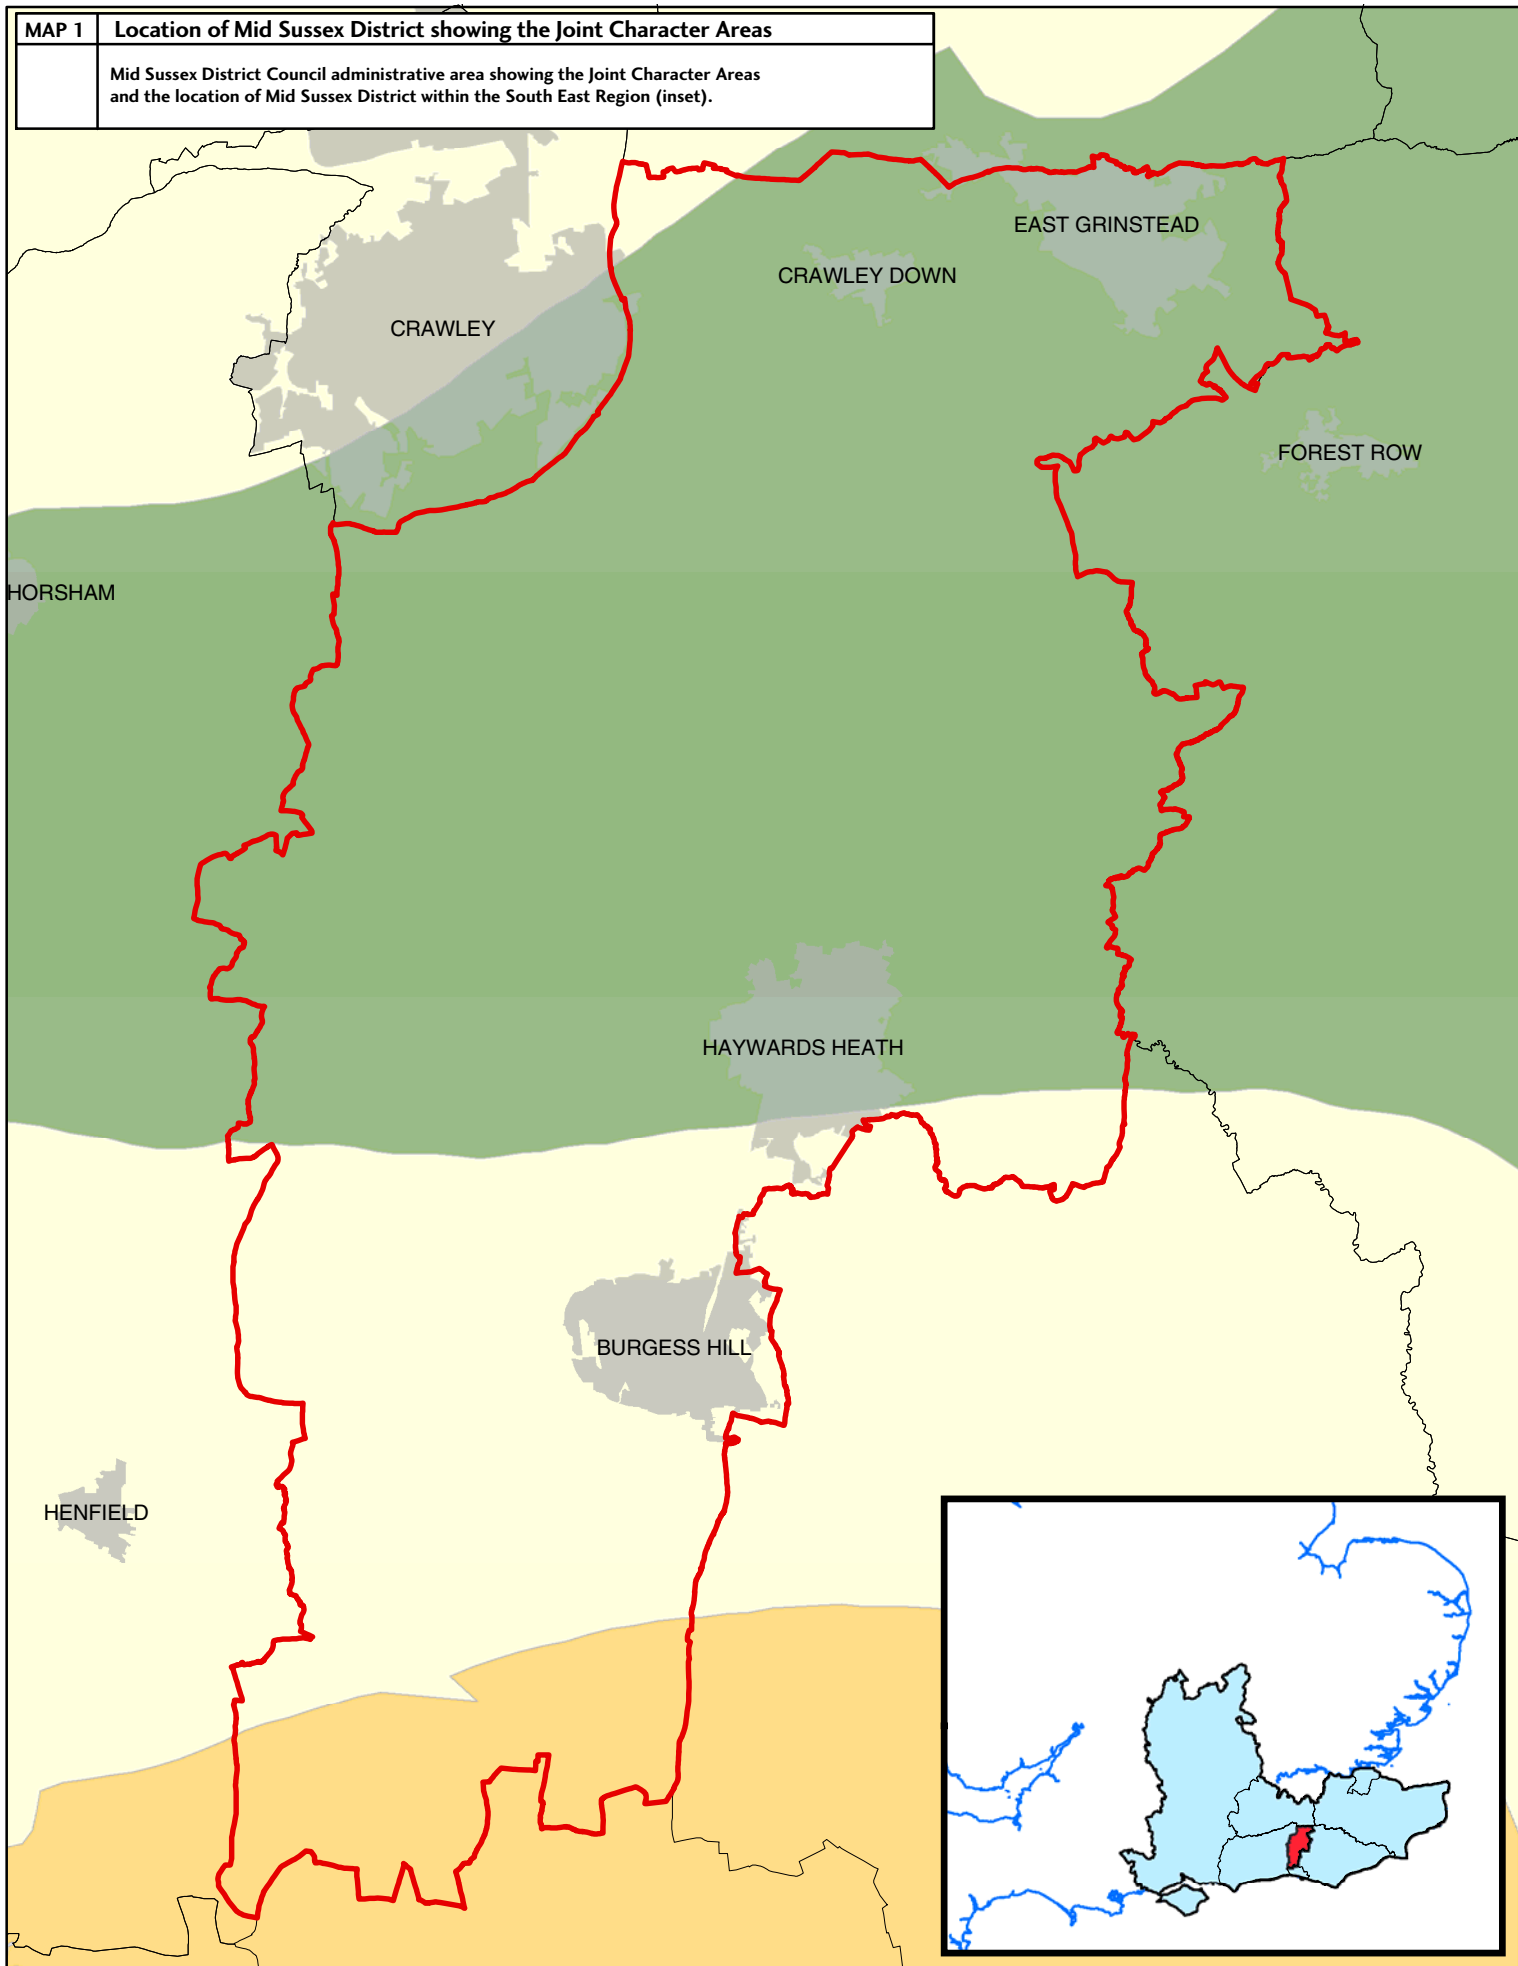 MAP 1
Location of Mid Sussex District showing the Joint Character Areas
Mid Sussex District Council administrative area showing the Joint Character Areas
and the location of Mid Sussex District within the South East Region (inset).
EAST GRINSTEAD
CRAWLEY DOWN
CRAWLEY
FOREST ROW
HORSHAM
HAYWARDS HEATH
BURGESS HILL
HENFIELD